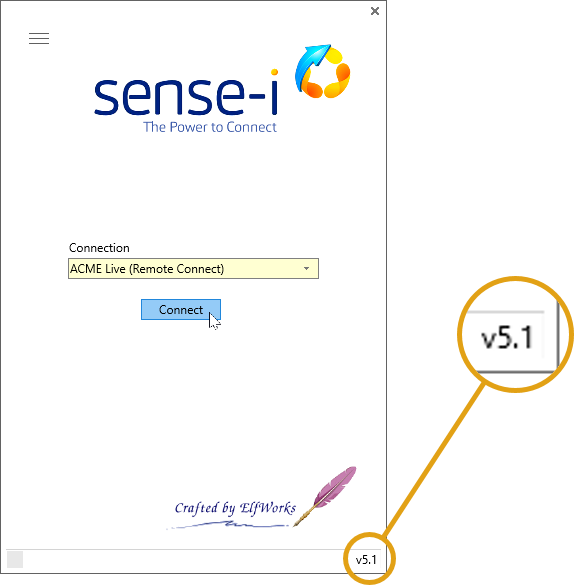 sense-i
The Power to Connect
Connection
ACME Live (Remote Connect)
Connect
v5.1
Crafted by ElfWorks
v5.1